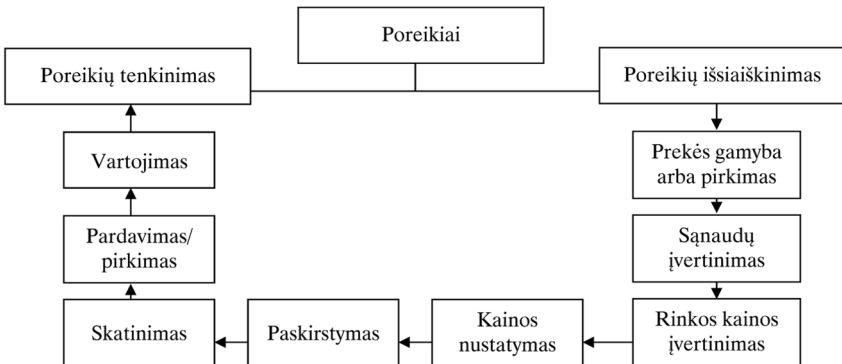 Poreikiai
Poreikių tenkinimas
Poreikių išsiaiškinimas
Vartojimas
Prekės gamyba
arba pirkimas
Pardavimas/
pirkimas
Sąnaudų
įvertinimas
Skatinimas
Paskirstymas
Kainos
nustatymas
Rinkos kainos
įvertinimas